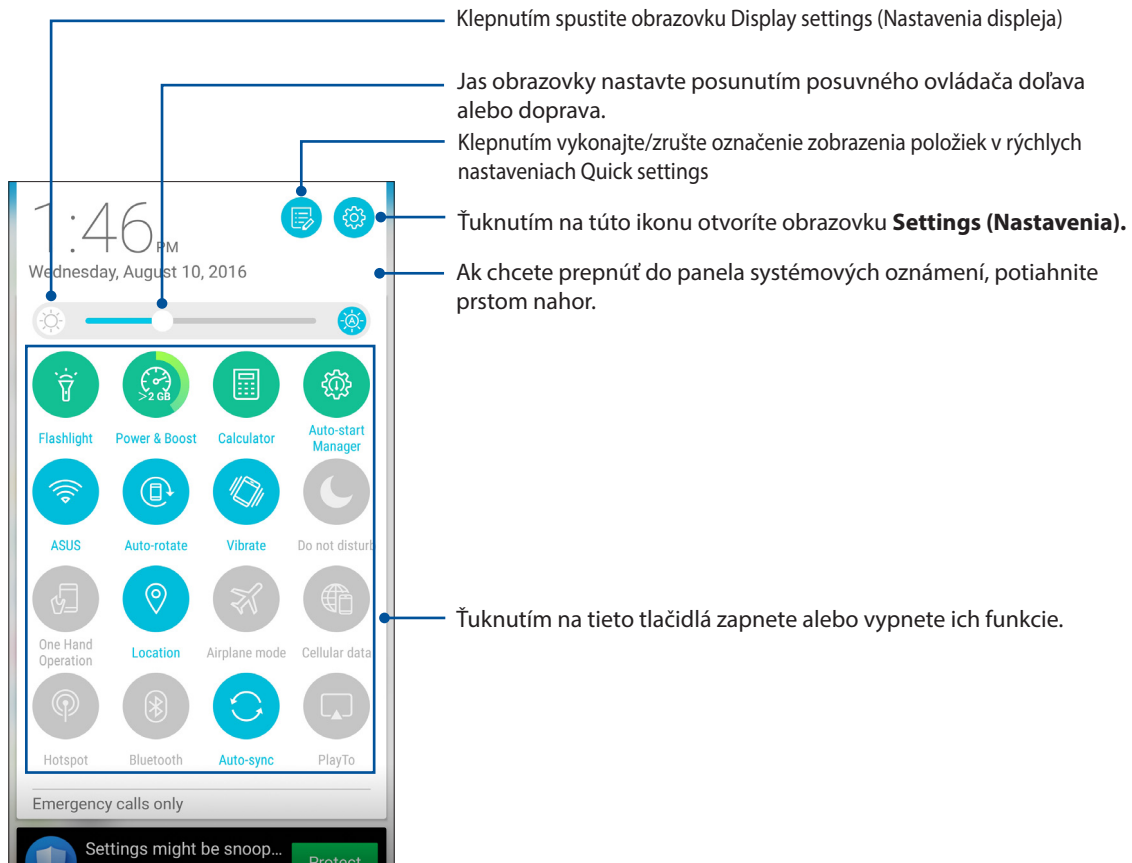 Klepnutím spustite obrazovku Display settings (Nastavenia displeja)
Jas obrazovky nastavte posunutím posuvného ovládača doľava
alebo doprava.
Klepnutím vykonajte/zrušte označenie zobrazenia položiek v rýchlych
nastaveniach Quick settings
Ťuknutím na túto ikonu otvoríte obrazovku Settings (Nastavenia).
Ak chcete prepnúť do panela systémových oznámení, potiahnite
prstom nahor.
1:46 PM
Wednesday, August 10, 2016
A
>2 GB
Flashlight
Power & Boost
Calculator
Auto-start
Manager
ASUS
Auto-rotate
Vibrate
Do not disturb
Ťuknutím na tieto tlačidlá zapnete alebo vypnete ich funkcie.
One Hand
Operation
Location
Airplane mode
Cellular data
Hotspot
Bluetooth
Auto-sync
PlayTo
Emergency calls only
Settings might be snoop...
Protect